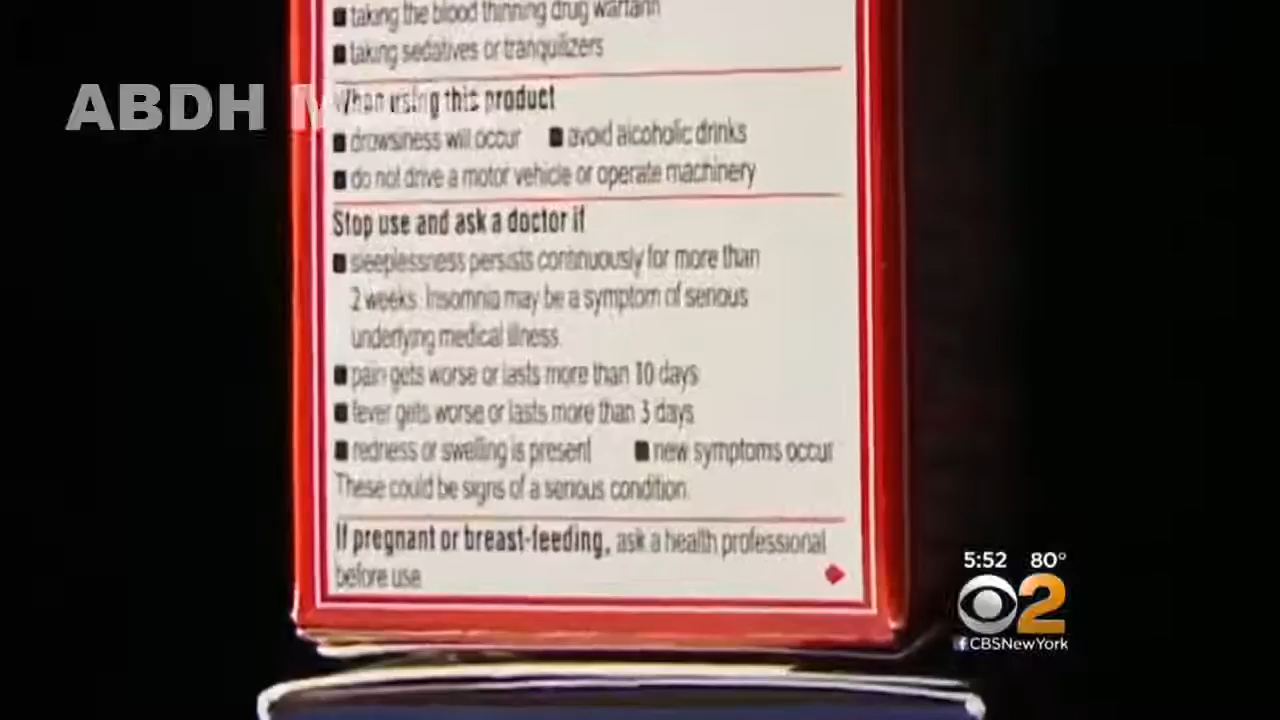 ■ taking the blood thinning drug warfarin
■ taking sedatives or tranquilizers
ABDH
When using this product
■ drowsiness will occur ■ avoid alcoholic drinks
■ do not drive a motor vehicle or operate machinery
Stop use and ask a doctor if
■ sleeplessness persists continuously for more than
2 weeks. Insomnia may be a symptom of serious
underlying medical illness.
■ pain gets worse or lasts more than 10 days
■ fever gets worse or lasts more than 3 days
■ redness or swelling is present ■ new symptoms occur
These could be signs of a serious condition.
If pregnant or breast-feeding, ask a health professional
before use.
5:52 80°
2
CBSNewYork